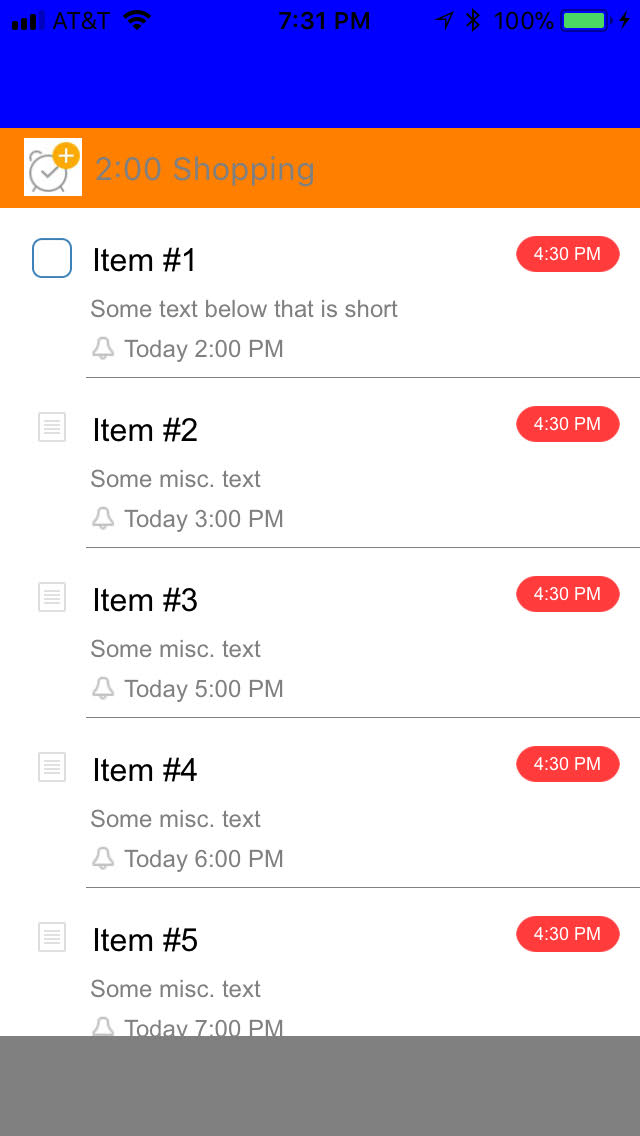 AT&T 7:31 PM 100%
2:00 Shopping
Item #1 4:30 PM
Some text below that is short
Today 2:00 PM
Item #2 4:30 PM
Some misc. text
Today 3:00 PM
Item #3 4:30 PM
Some misc. text
Today 5:00 PM
Item #4 4:30 PM
Some misc. text
Today 6:00 PM
Item #5 4:30 PM
Some misc. text
Today 7:00 PM